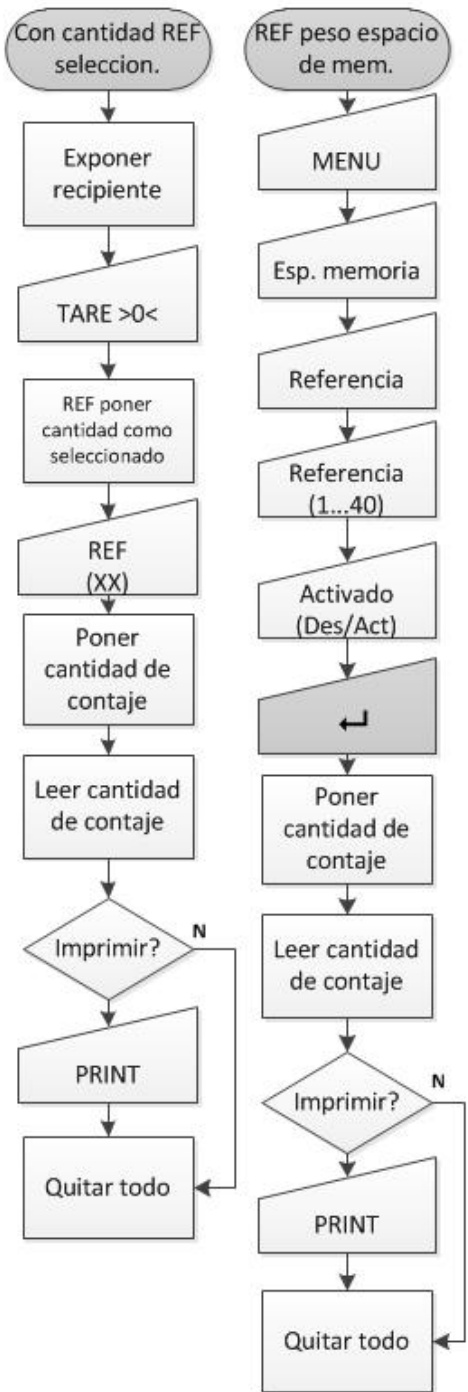 Con cantidad REF
seleccion.
Exponer
recipiente
TARE >0<
REF poner
cantidad como
seleccionado
REF
(XX)
Poner
cantidad de
contaje
Leer cantidad
de contaje
Imprimir?
N
PRINT
Quitar todo
REF peso espacio
de mem.
MENU
Esp. memoria
Referencia
Referencia
(1...40)
Activado
(Des/Act)
↵
Poner
cantidad de
contaje
Leer cantidad
de contaje
Imprimir?
N
PRINT
Quitar todo